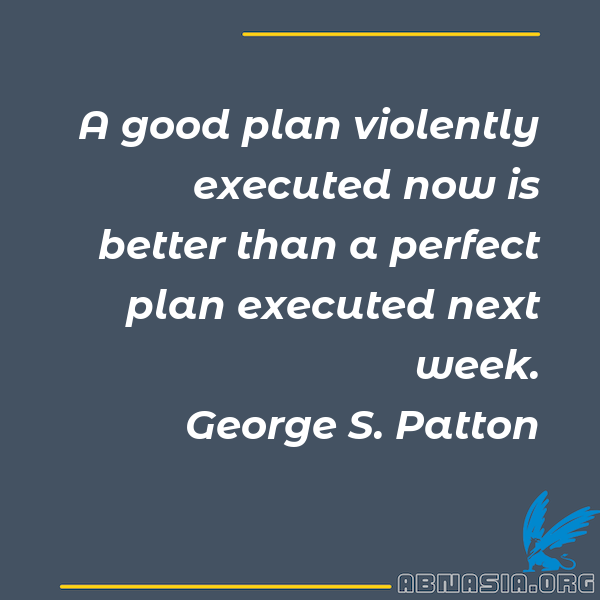 A good plan violently
executed now is
better than a perfect
plan executed next
week.
George S. Patton
ABNASIA.ORG